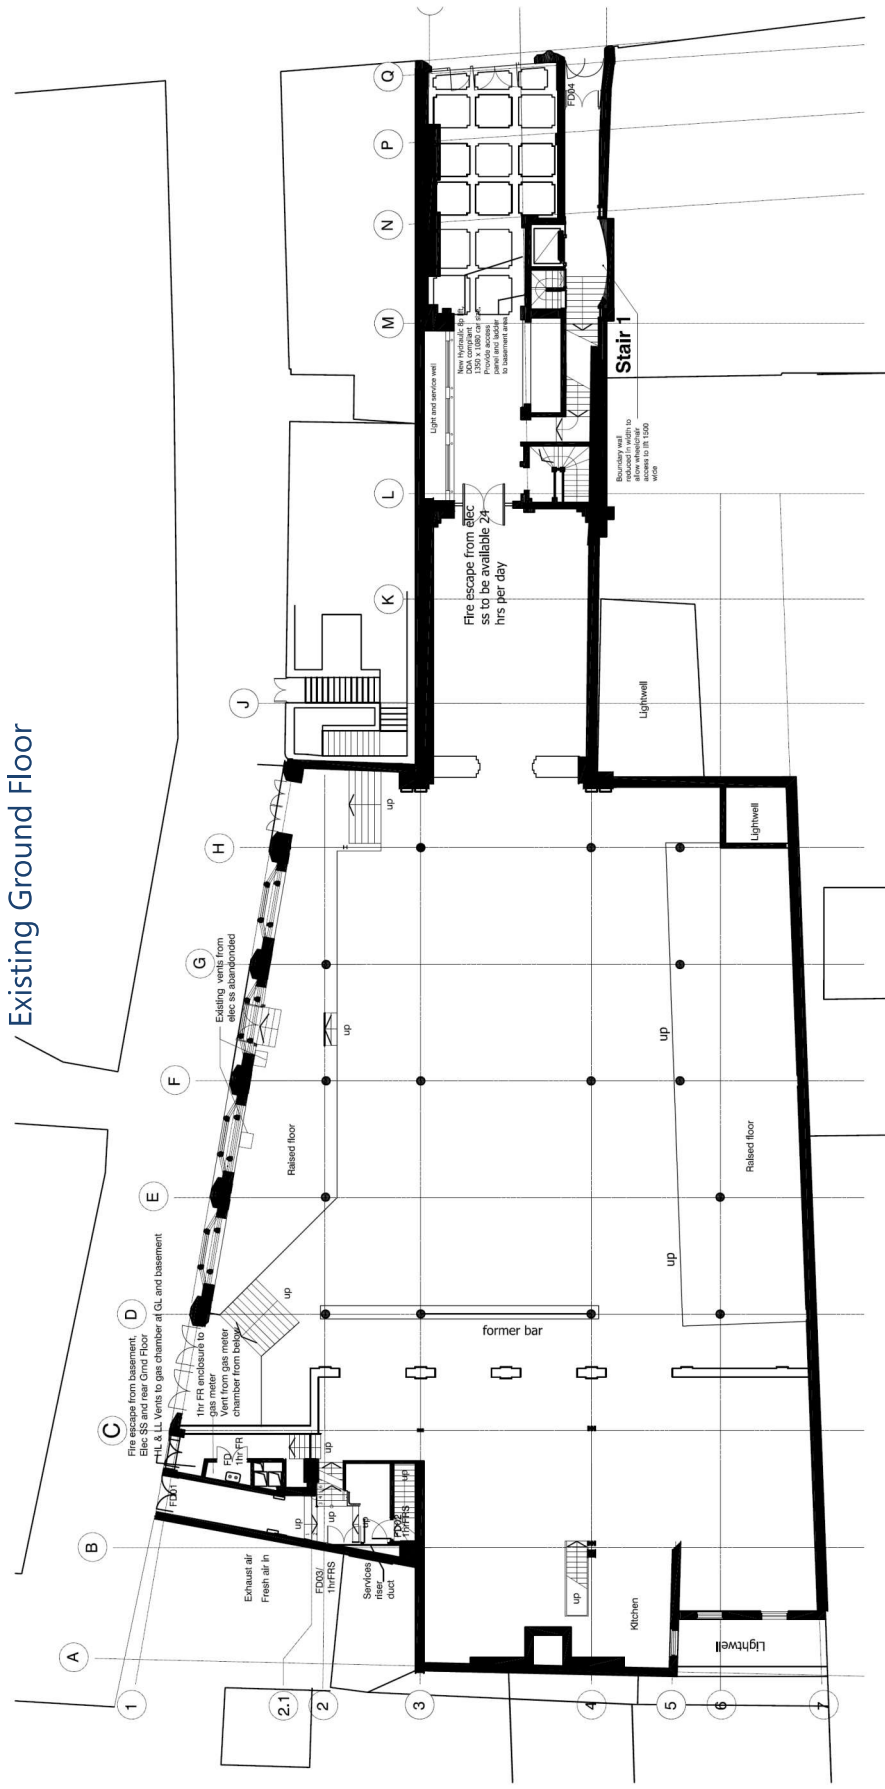 Existing Ground Floor
Q
P
N
M
L
K
J
H
G
F
E
D
C
B
A
1
2.1
2
3
4
5
6
7
FD04
New Hydraulic 8p lift.
DDA compliant
1350 x 1080 car size.
Provide access
panel and ladder
to basement area
Light and service well
Stair 1
Boundary wall
reduced in width to
allow wheelchair
access to lift 1500
wide
Fire escape from elec
ss to be available 24
hrs per day
Lightwell
up
Lightwell
Existing vents from
elec ss abandonded
up
up
Raised floor
Raised floor
up
up
former bar
Fire escape from basement,
Elec SS and rear Grnd Floor
HL & LL Vents to gas chamber at GL and basement
1hr FR enclosure to
gas meter
Vent from gas meter
chamber from below
FD
1hr FR
up
FD01
up
up
up
up
FD02
1hrFRS
Exhaust air
Fresh air in
FD03/
1hrFRS
Services
riser
duct
up
Kitchen
Lightwell